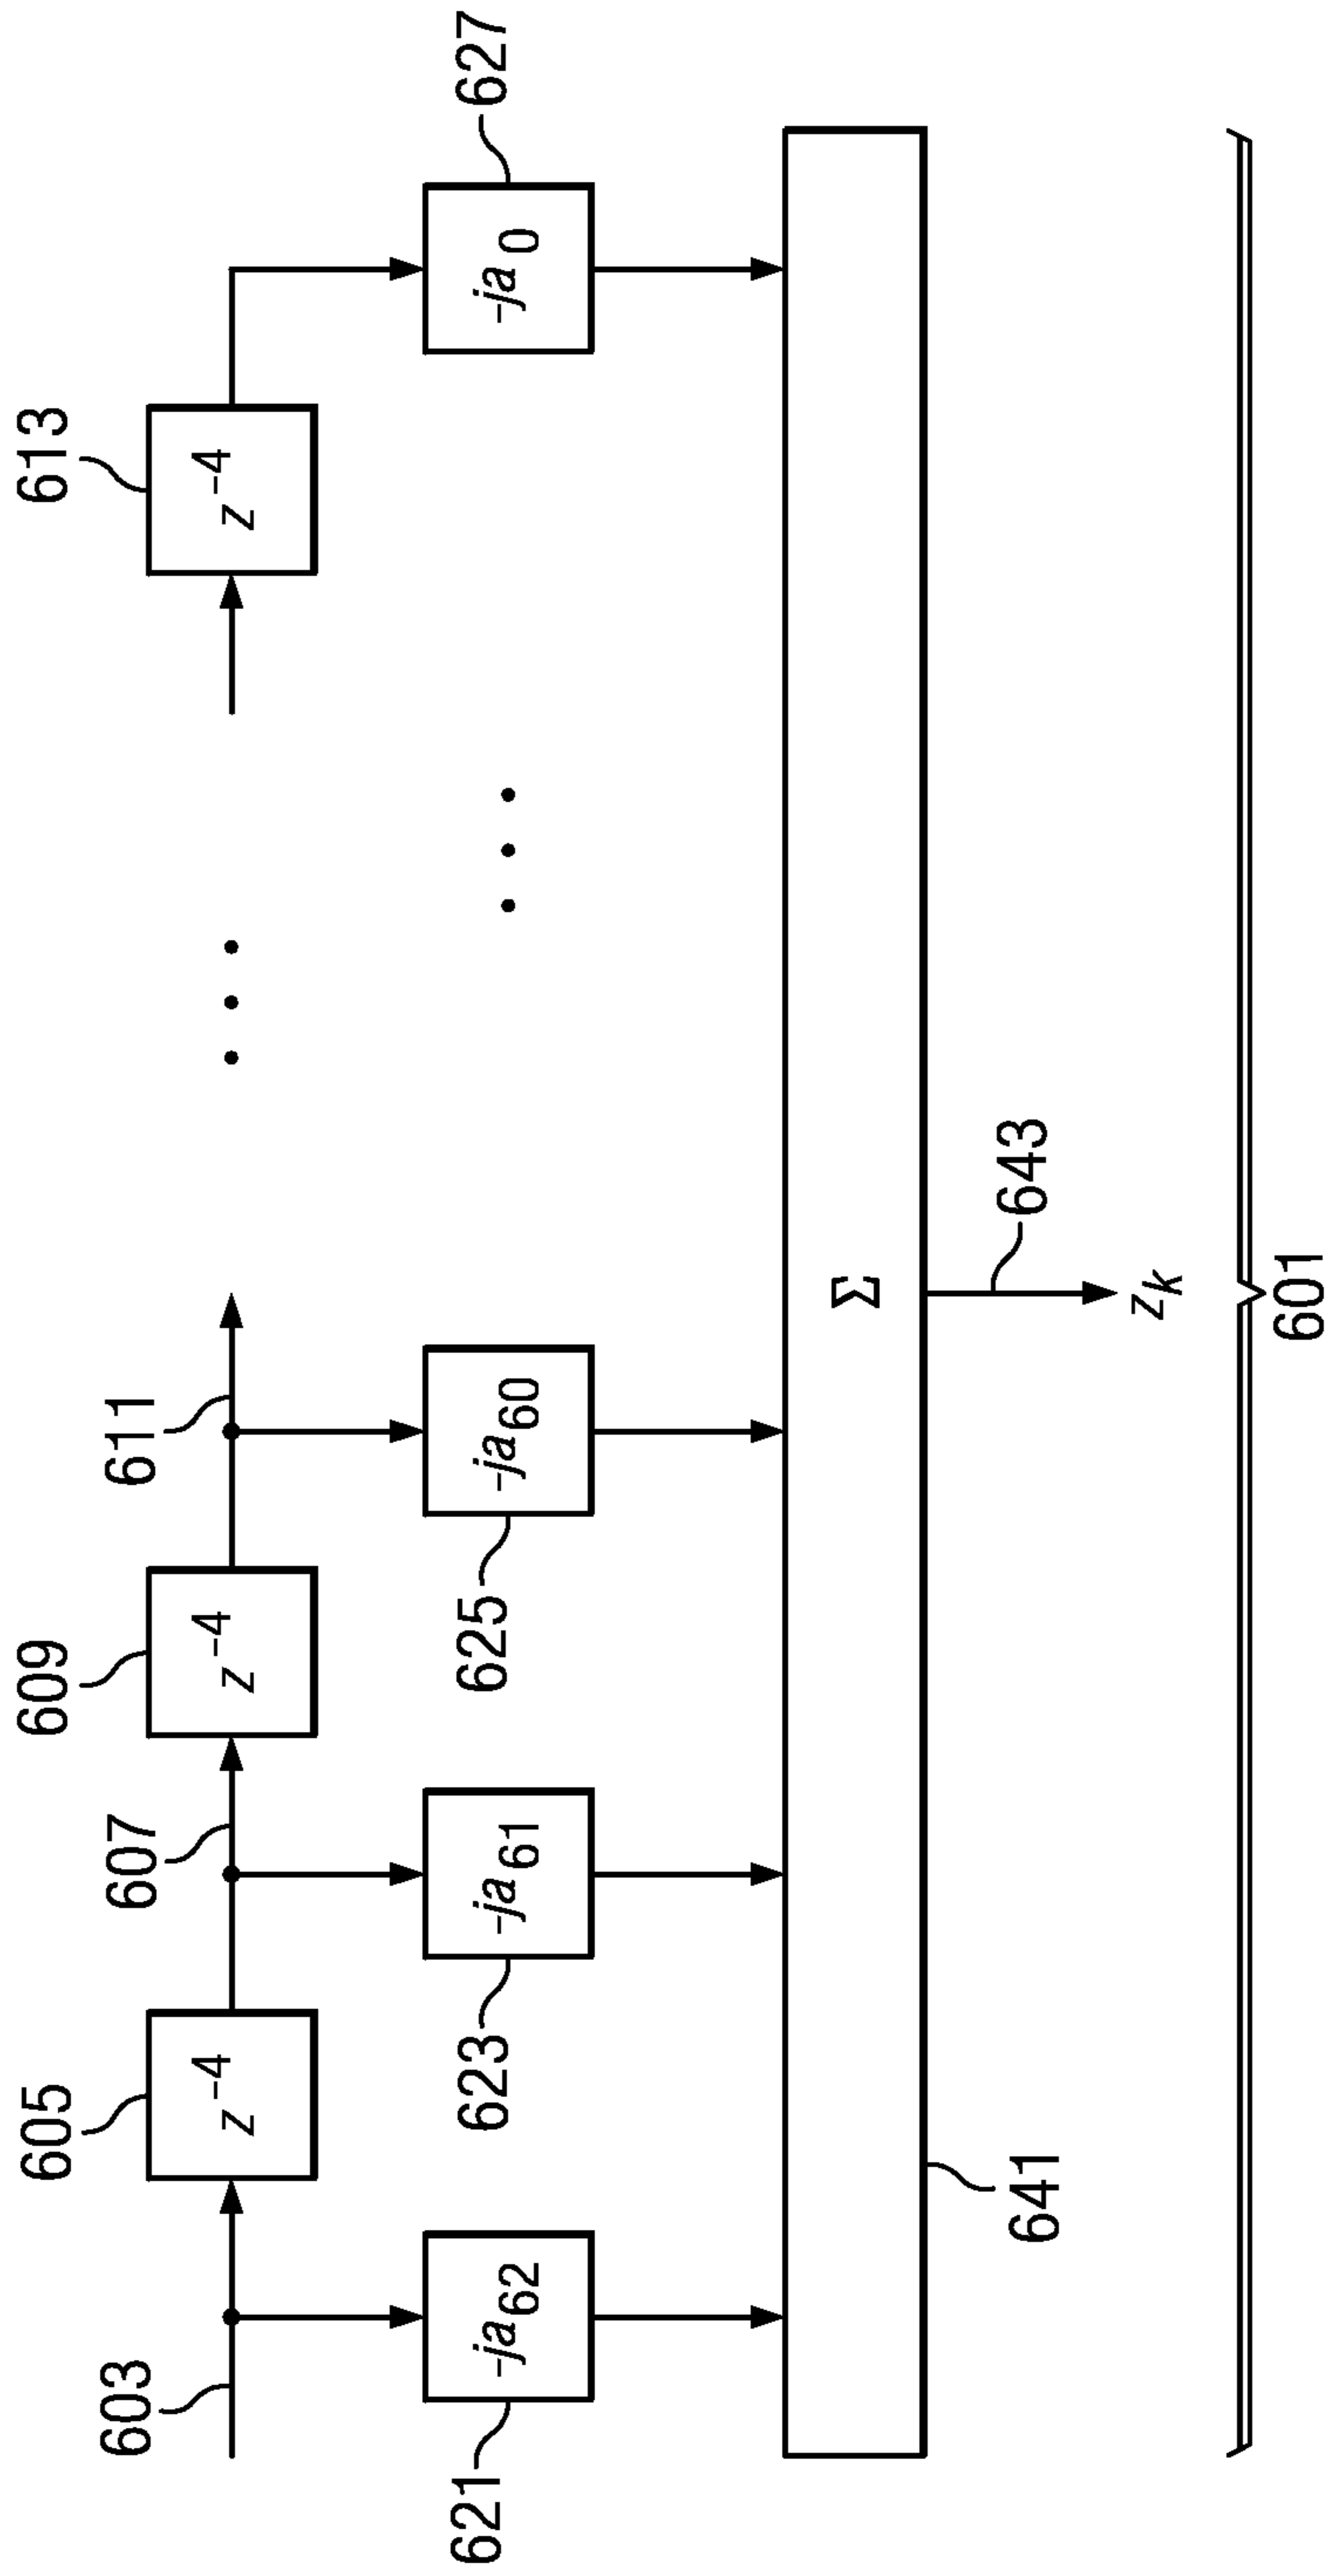 605
609
613
z⁻⁴
z⁻⁴
z⁻⁴
603
607
611
621
623
625
627
-ja₆₂
-ja₆₁
-ja₆₀
-ja₀
Σ
641
643
zₖ
601